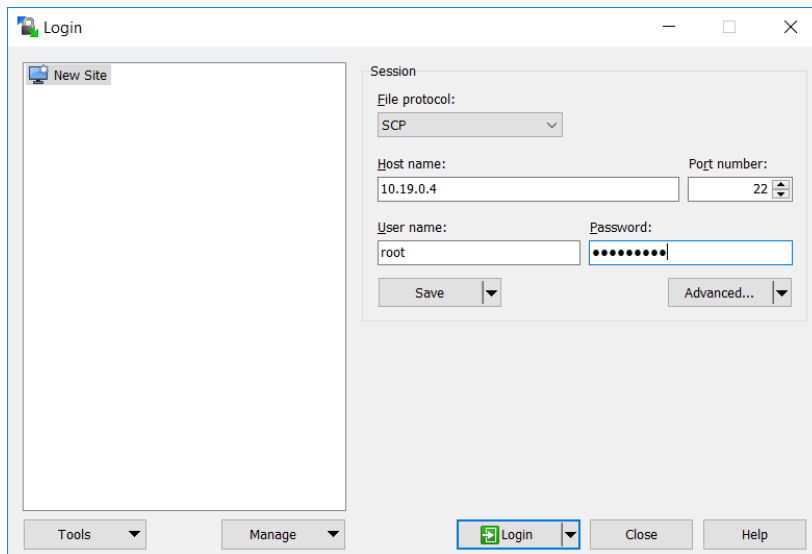 Login
New Site
Session
File protocol:
SCP
Host name:
Port number:
10.19.0.4
22
User name:
Password:
root
•••••••••
Save
Advanced...
Tools
Manage
Login
Close
Help